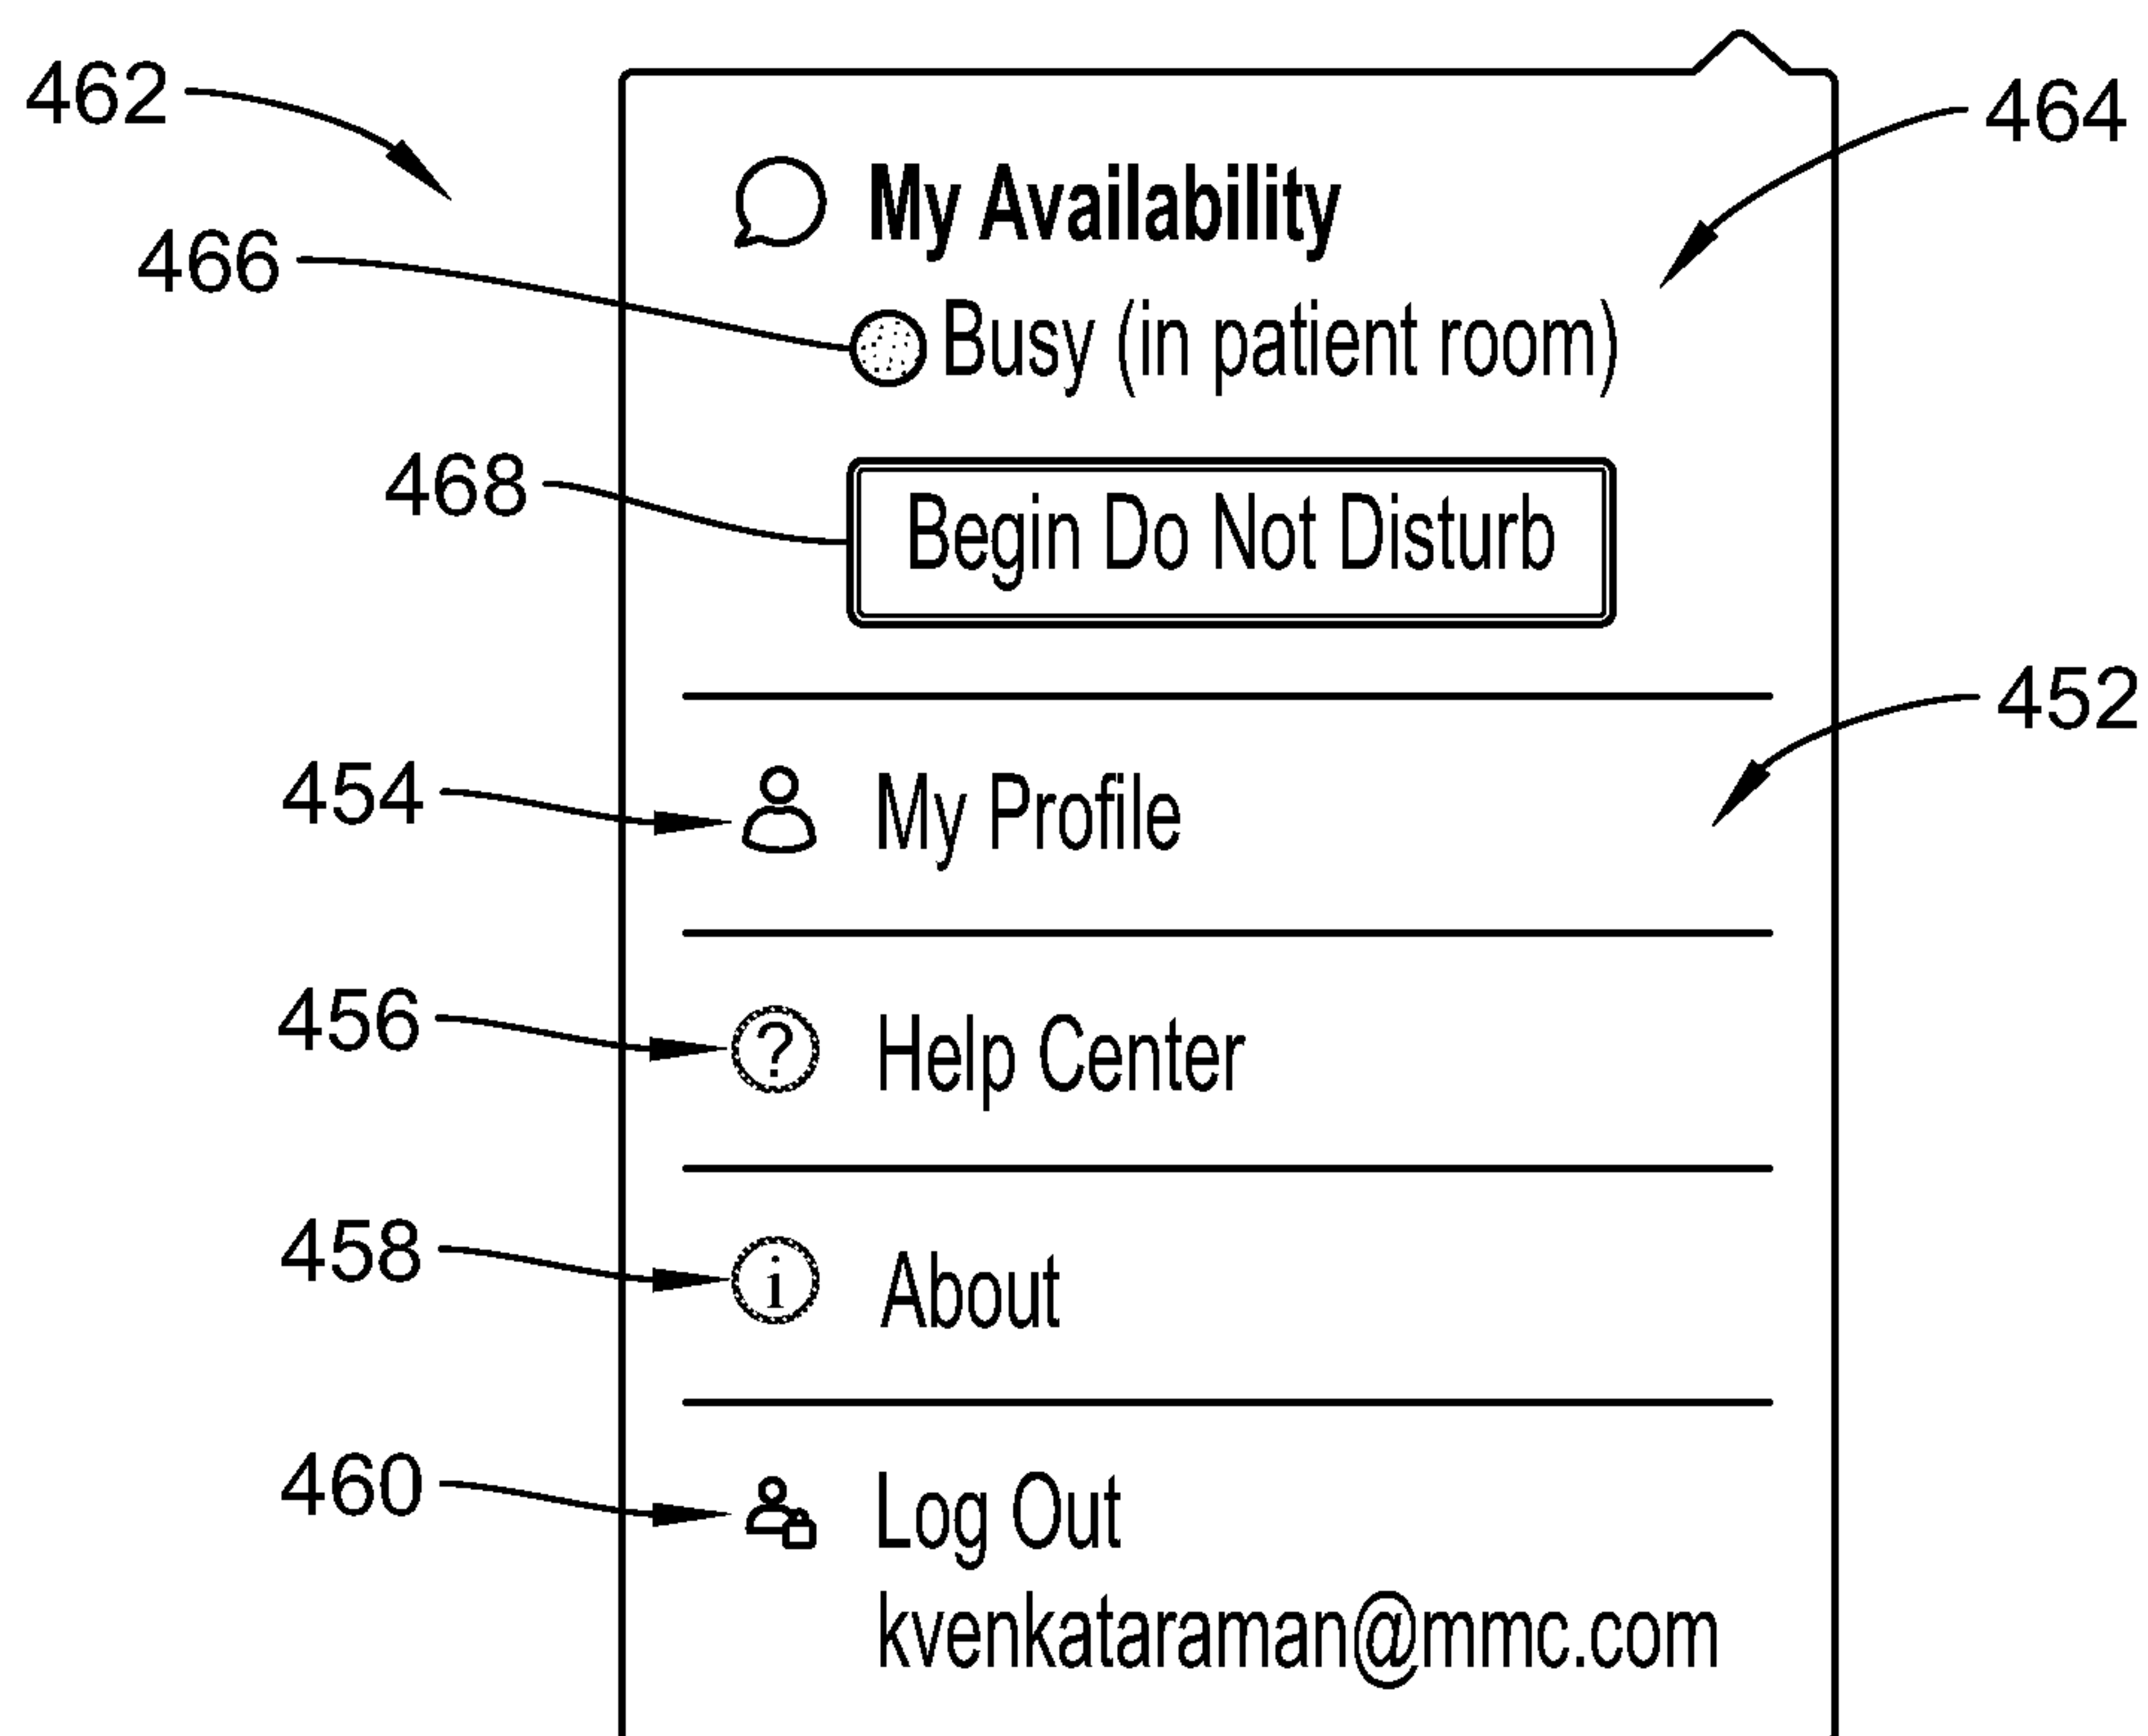 462
464
My Availability
466
Busy (in patient room)
468
Begin Do Not Disturb
452
454
My Profile
456
? Help Center
458
i About
460
Log Out
kvenkataraman@mmc.com